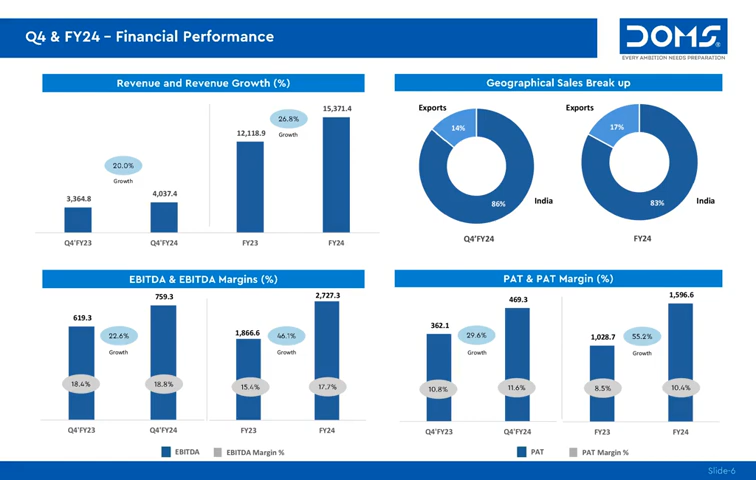 Q4 & FY24 – Financial Performance
DOMS®
EVERY AMBITION NEEDS PREPARATION
Revenue and Revenue Growth (%)
15,371.4
12,118.9
26.8%
Growth
20.0%
Growth
3,364.8
4,037.4
Q4'FY23
Q4'FY24
FY23
FY24
Geographical Sales Break up
Exports
14%
86%
India
Q4'FY24
Exports
17%
83%
India
FY24
EBITDA & EBITDA Margins (%)
619.3
759.3
22.6%
Growth
18.4%
18.8%
1,866.6
2,727.3
46.1%
Growth
15.4%
17.7%
Q4'FY23
Q4'FY24
FY23
FY24
EBITDA
EBITDA Margin %
PAT & PAT Margin (%)
362.1
469.3
29.6%
Growth
10.8%
11.6%
1,028.7
1,596.6
55.2%
Growth
8.5%
10.4%
Q4'FY23
Q4'FY24
FY23
FY24
PAT
PAT Margin %
Slide-6